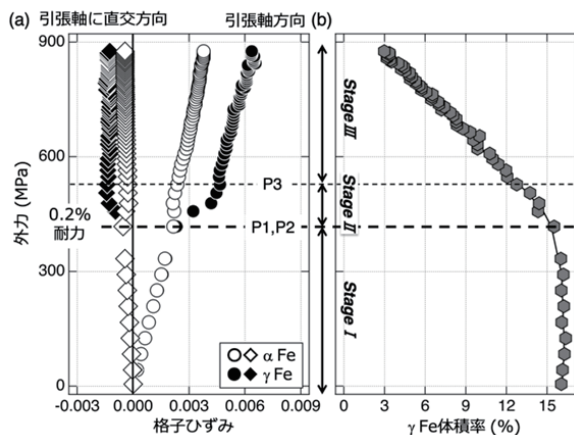 (a) 引張軸に直交方向 引張軸方向 (b)
900
600
300
0
外力 (MPa)
0.2%
耐力
P3
P1,P2
Stage III
Stage II
Stage I
α Fe
γ Fe
-0.003 0.000 0.003 0.006 0.009
格子ひずみ
0 3 6 9 12 15
γ Fe体積率 (%)